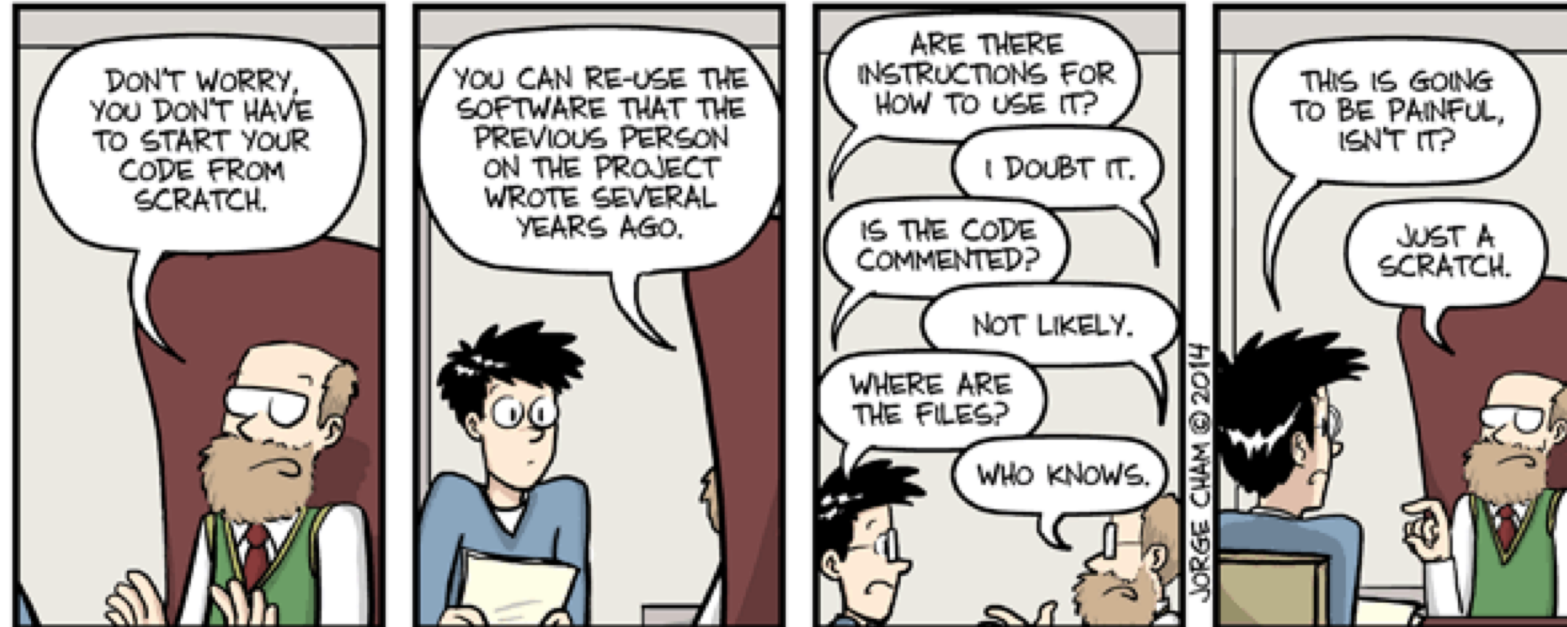 DON'T WORRY,
YOU DON'T HAVE
TO START YOUR
CODE FROM
SCRATCH.
YOU CAN RE-USE THE
SOFTWARE THAT THE
PREVIOUS PERSON
ON THE PROJECT
WROTE SEVERAL
YEARS AGO.
ARE THERE
INSTRUCTIONS FOR
HOW TO USE IT?
I DOUBT IT.
IS THE CODE
COMMENTED?
NOT LIKELY.
WHERE ARE
THE FILES?
WHO KNOWS.
THIS IS GOING
TO BE PAINFUL,
ISN'T IT?
JUST A
SCRATCH.
JORGE CHAM © 2014